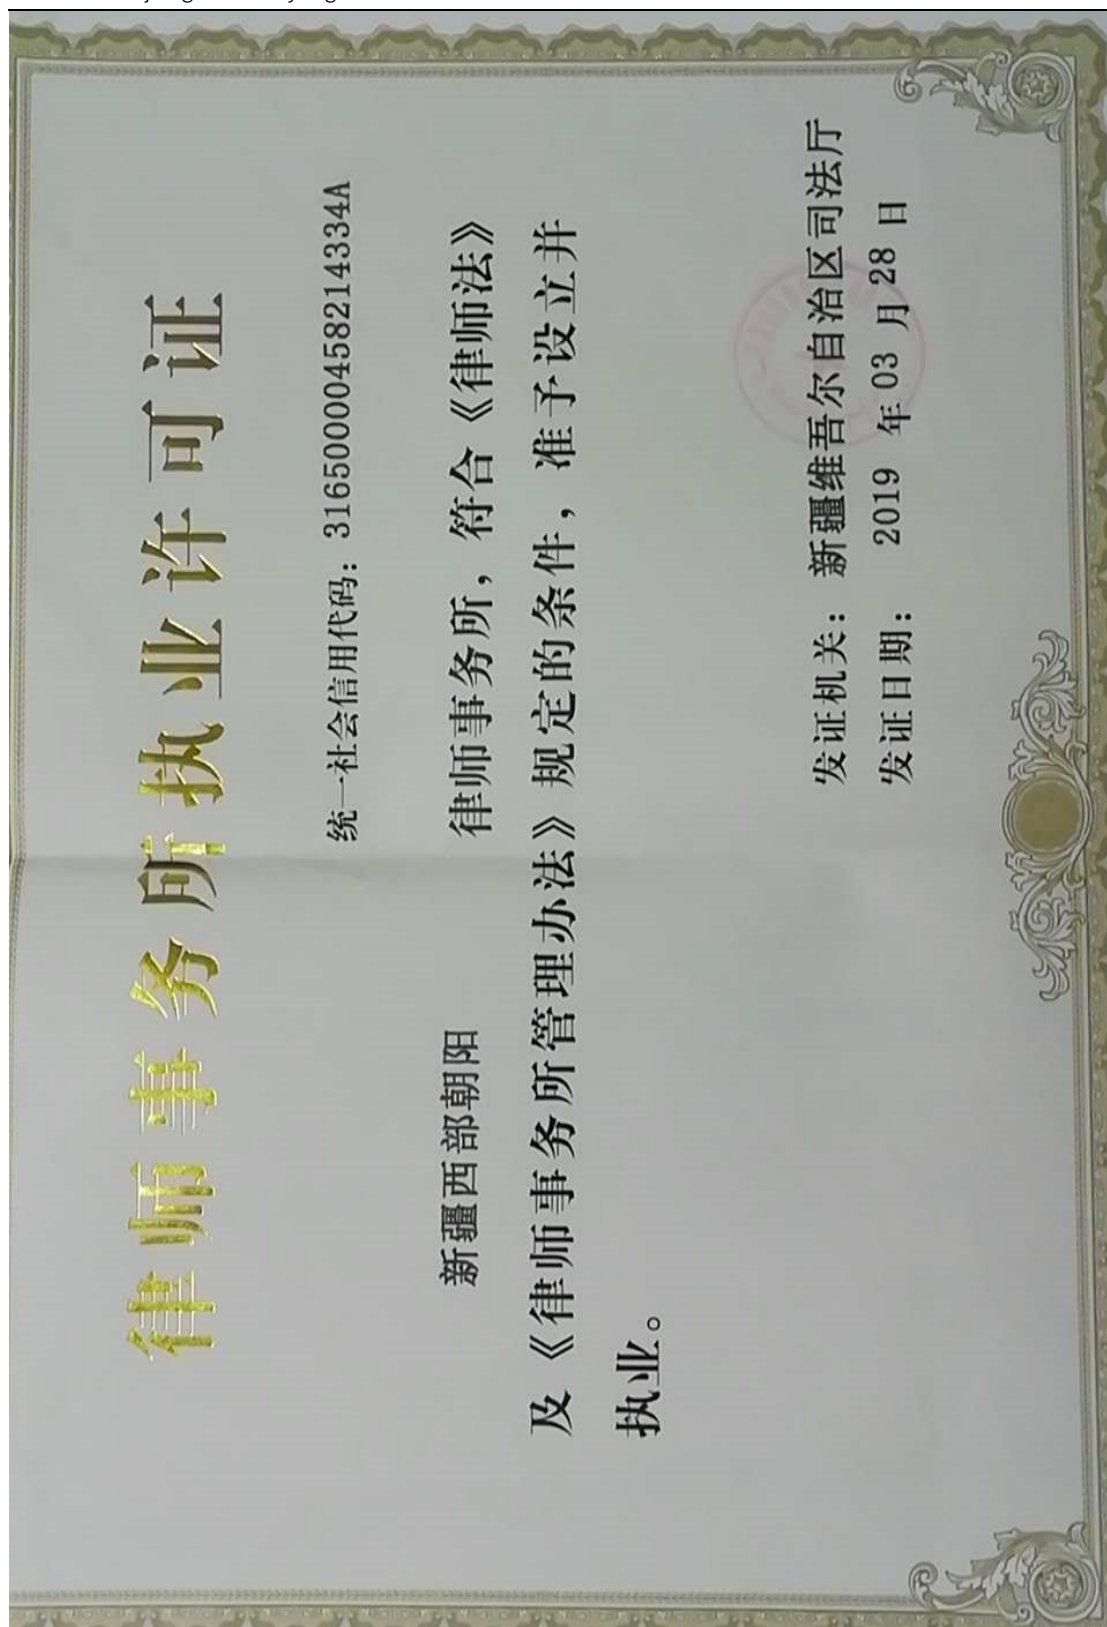 律师事务所执业许可证
统一社会信用代码：31650000458214334A
新疆西部朝阳 律师事务所，符合《律师法》
及《律师事务所管理办法》规定的条件，准予设立并
执业。
发证机关：新疆维吾尔自治区司法厅
发证日期：2019 年 03 月 28 日